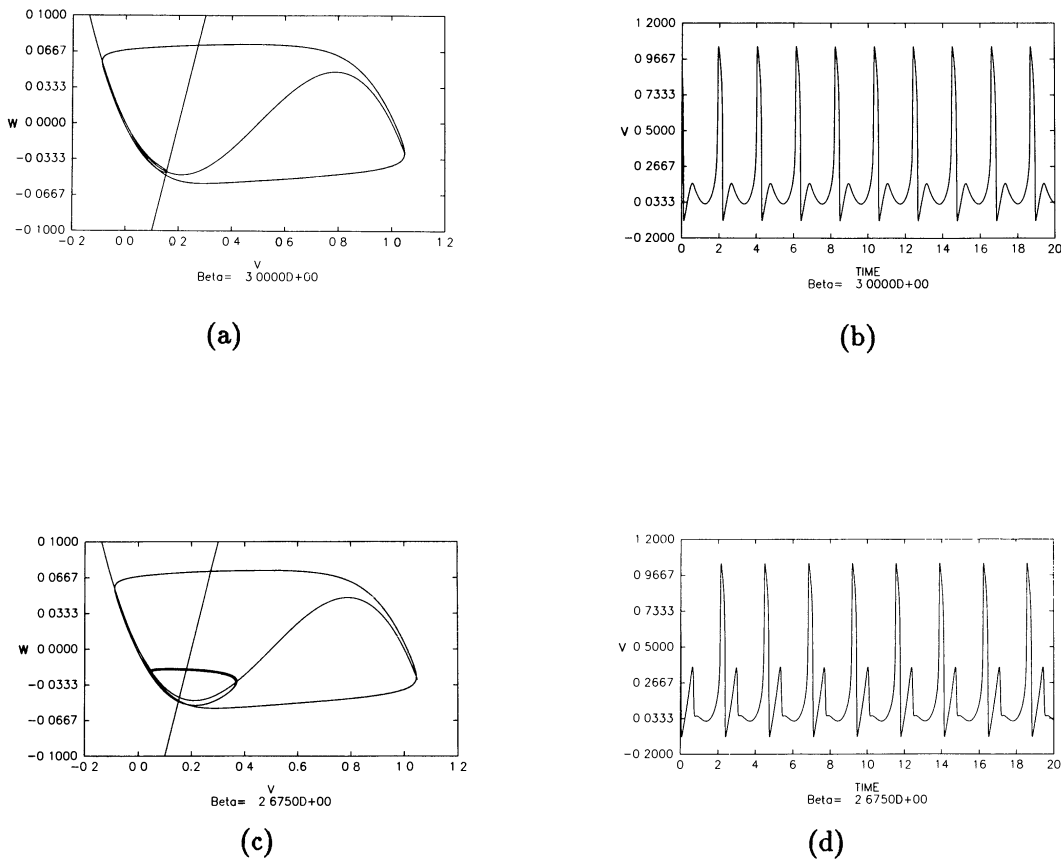 0 1000
0 0667
0 0333
W 0 0000
-0 0333
-0 0667
-0 1000
-0 2 0 0 0 2 0 4 0 6 0 8 1 0 1 2
V
Beta= 3 0000D+00
(a)
1 2000
0 9667
0 7333
V 0 5000
0 2667
0 0333
-0 2000
0 2 4 6 8 10 12 14 16 18 20
TIME
Beta= 3 0000D+00
(b)
0 1000
0 0667
0 0333
W 0 0000
-0 0333
-0 0667
-0 1000
-0 2 0 0 0 2 0 4 0 6 0 8 1 0 1 2
V
Beta= 2 6750D+00
(c)
1 2000
0 9667
0 7333
V 0 5000
0 2667
0 0333
-0 2000
0 2 4 6 8 10 12 14 16 18 20
TIME
Beta= 2 6750D+00
(d)